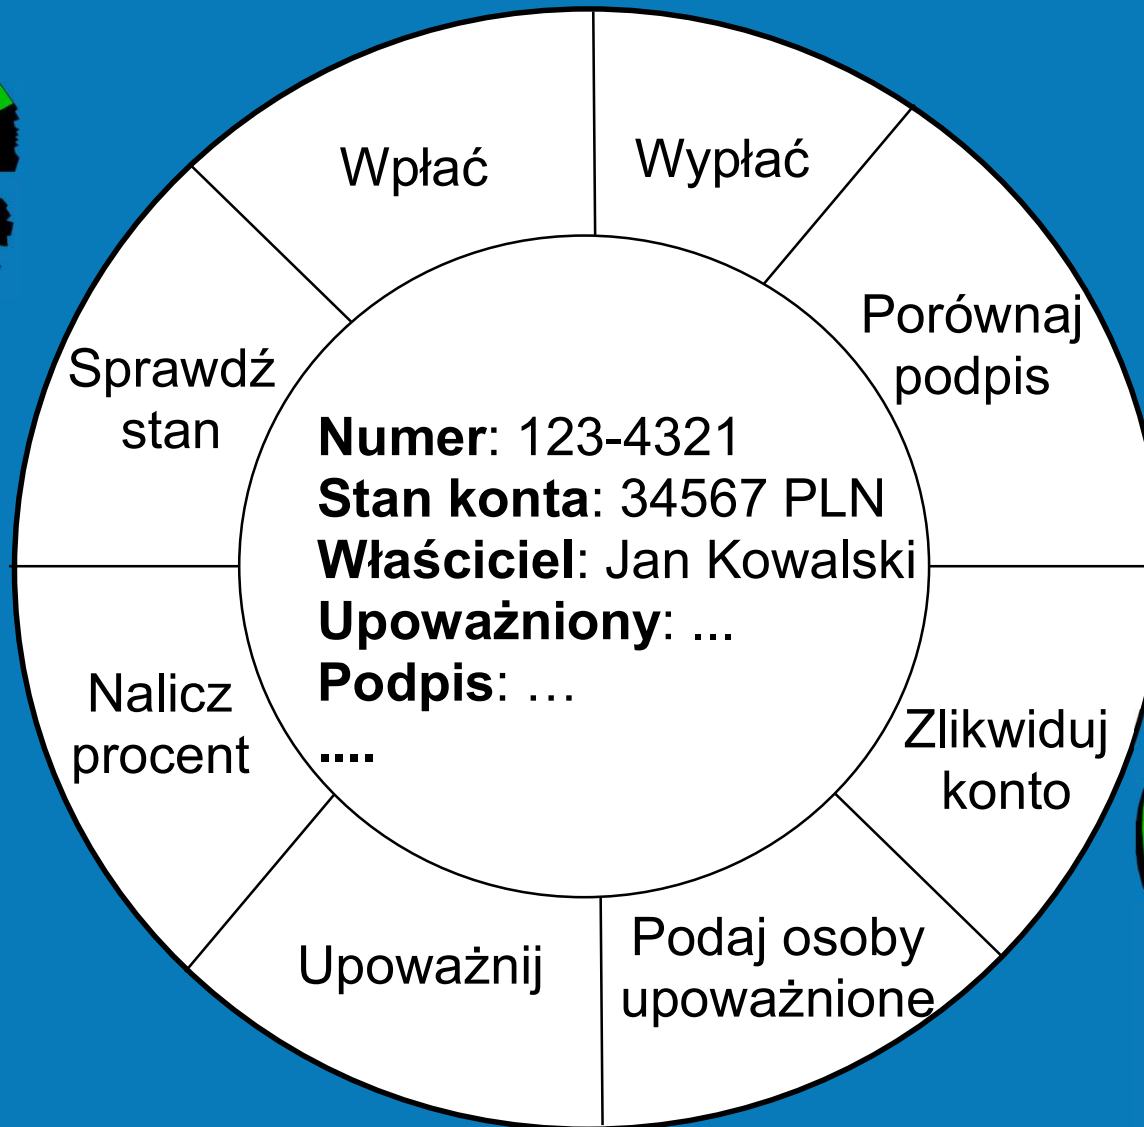 Wpłać
Wypłać
Porównaj
podpis
Sprawdź
stan
Numer: 123-4321
Stan konta: 34567 PLN
Właściciel: Jan Kowalski
Upoważniony: ...
Podpis: …
....
Nalicz
procent
Zlikwiduj
konto
Upoważnij
Podaj osoby
upoważnione